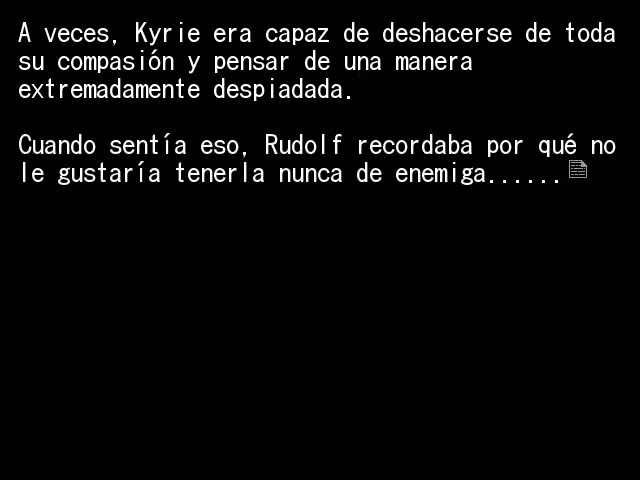 A veces, Kyrie era capaz de deshacerse de toda
su compasión y pensar de una manera
extremadamente despiadada.
Cuando sentía eso, Rudolf recordaba por qué no
le gustaría tenerla nunca de enemiga......